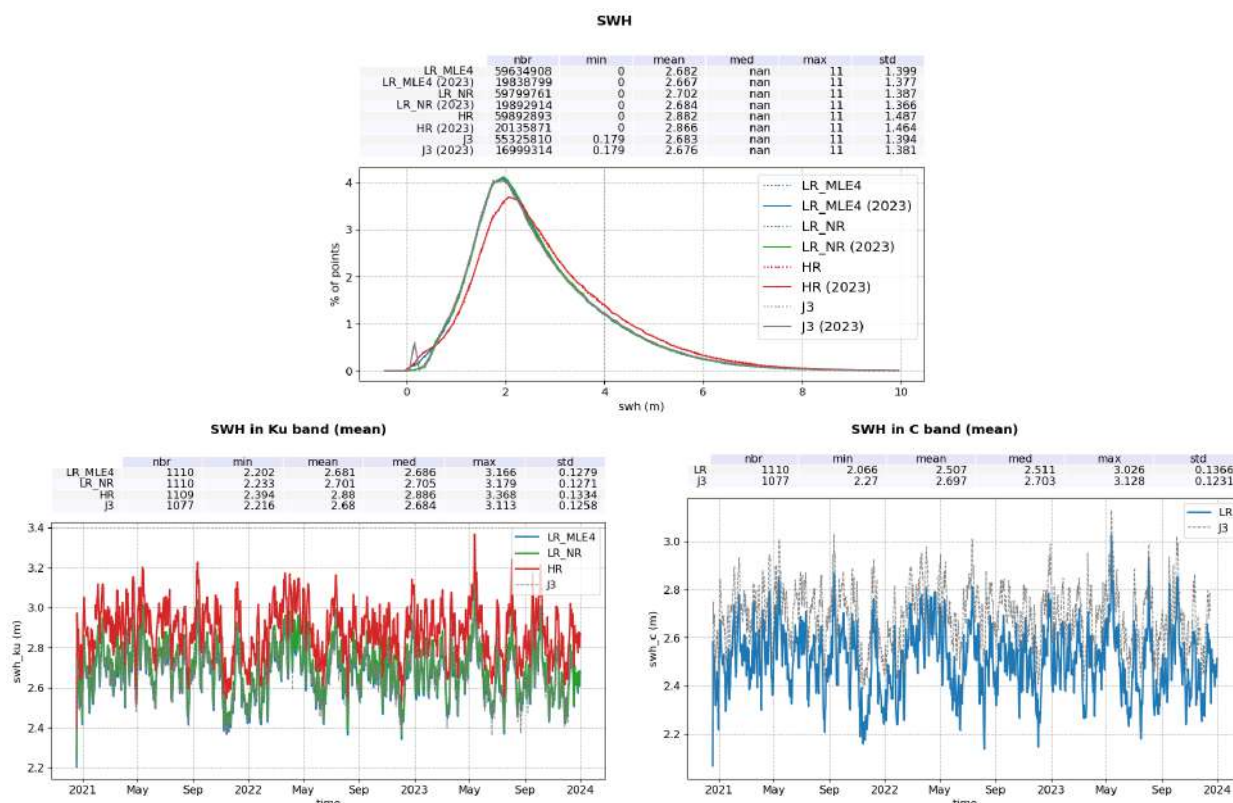 SWH
nbr min mean med max std
LR_MLE4 59634908 0 2.682 nan 11 1.399
LR_MLE4 (2023) 19838799 0 2.667 nan 11 1.377
LR_NR 59799761 0 2.702 nan 11 1.387
LR_NR (2023) 19892914 0 2.684 nan 11 1.366
HR 59892893 0 2.882 nan 11 1.487
HR (2023) 20135871 0 2.866 nan 11 1.464
J3 55325810 0.179 2.683 nan 11 1.394
J3 (2023) 16999314 0.179 2.676 nan 11 1.381
4
3
2
1
0
% of points
LR_MLE4
LR_MLE4 (2023)
LR_NR
LR_NR (2023)
HR
HR (2023)
J3
J3 (2023)
0 2 4 6 8 10
swh (m)
SWH in Ku band (mean)
nbr min mean med max std
LR_MLE4 1110 2.202 2.681 2.686 3.166 0.1279
LR_NR 1110 2.233 2.701 2.705 3.179 0.1271
HR 1109 2.394 2.88 2.886 3.368 0.1334
J3 1077 2.216 2.68 2.684 3.113 0.1258
3.4
3.2
3.0
2.8
2.6
2.4
2.2
swh_ku (m)
LR_MLE4
LR_NR
HR
J3
2021 May Sep 2022 May Sep 2023 May Sep 2024
time
SWH in C band (mean)
nbr min mean med max std
LR 1110 2.066 2.507 2.511 3.026 0.1366
J3 1077 2.27 2.697 2.703 3.128 0.1231
3.0
2.8
2.6
2.4
2.2
swh_c (m)
LR
J3
2021 May Sep 2022 May Sep 2023 May Sep 2024
time